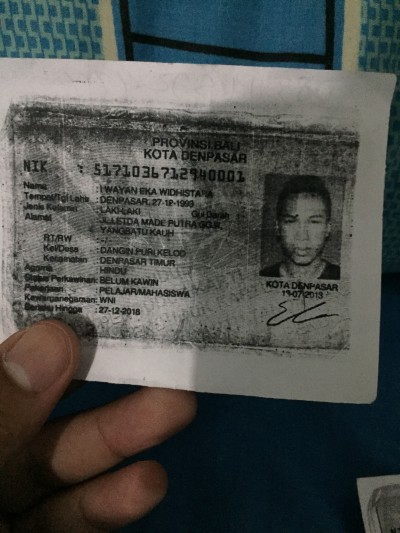 PROVINSI BALI
KOTA DENPASAR
NIK : 5171036712940001
Nama : I WAYAN EKA WIDHISTARA
Tempat/Tgl Lahir : DENPASAR, 27-12-1993
Jenis Kelamin : LAKI-LAKI Gol Darah
Alamat : JL.LETDA MADE PUTRA
YANGBATU KAUH
RT/RW : -/-
Kel/Desa : DANGIN PURI KELOD
Kecamatan : DENPASAR TIMUR
Agama : HINDU
Status Perkawinan: BELUM KAWIN
Pekerjaan : PELAJAR/MAHASISWA
Kewarganegaraan: WNI
Berlaku Hingga : 27-12-2018
KOTA DENPASAR
11-07-2013